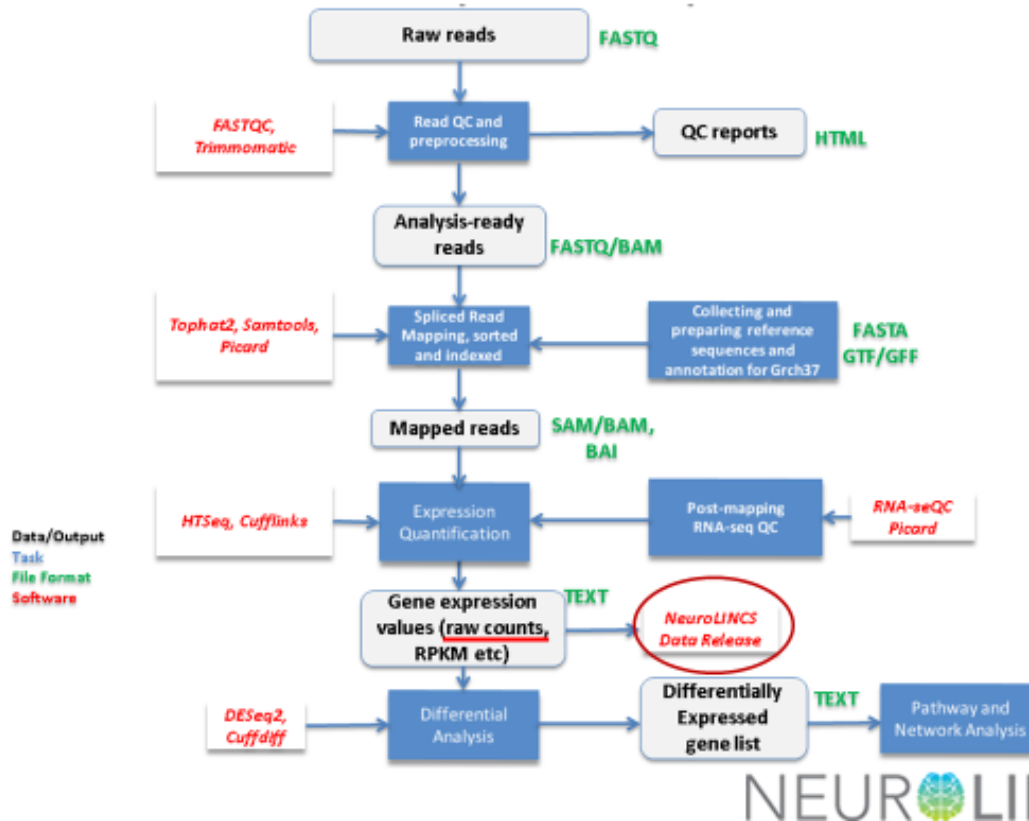 Raw reads
FASTQ
FASTQC,
Trimmomatic
Read QC and
preprocessing
QC reports
HTML
Analysis-ready
reads
FASTQ/BAM
Tophat2, Samtools,
Picard
Spliced Read
Mapping, sorted
and indexed
Collecting and
preparing reference
sequences and
annotation for Grch37
FASTA
GTF/GFF
Mapped reads
SAM/BAM,
BAI
HTSeq, Cufflinks
Expression
Quantification
Post-mapping
RNA-seq QC
RNA-seQC
Picard
Data/Output
Task
File Format
Software
Gene expression
values (raw counts,
RPKM etc)
TEXT
NeuroLINCS
Data Release
DESeq2,
Cuffdiff
Differential
Analysis
Differentially
Expressed
gene list
TEXT
Pathway and
Network Analysis
NEURO LI